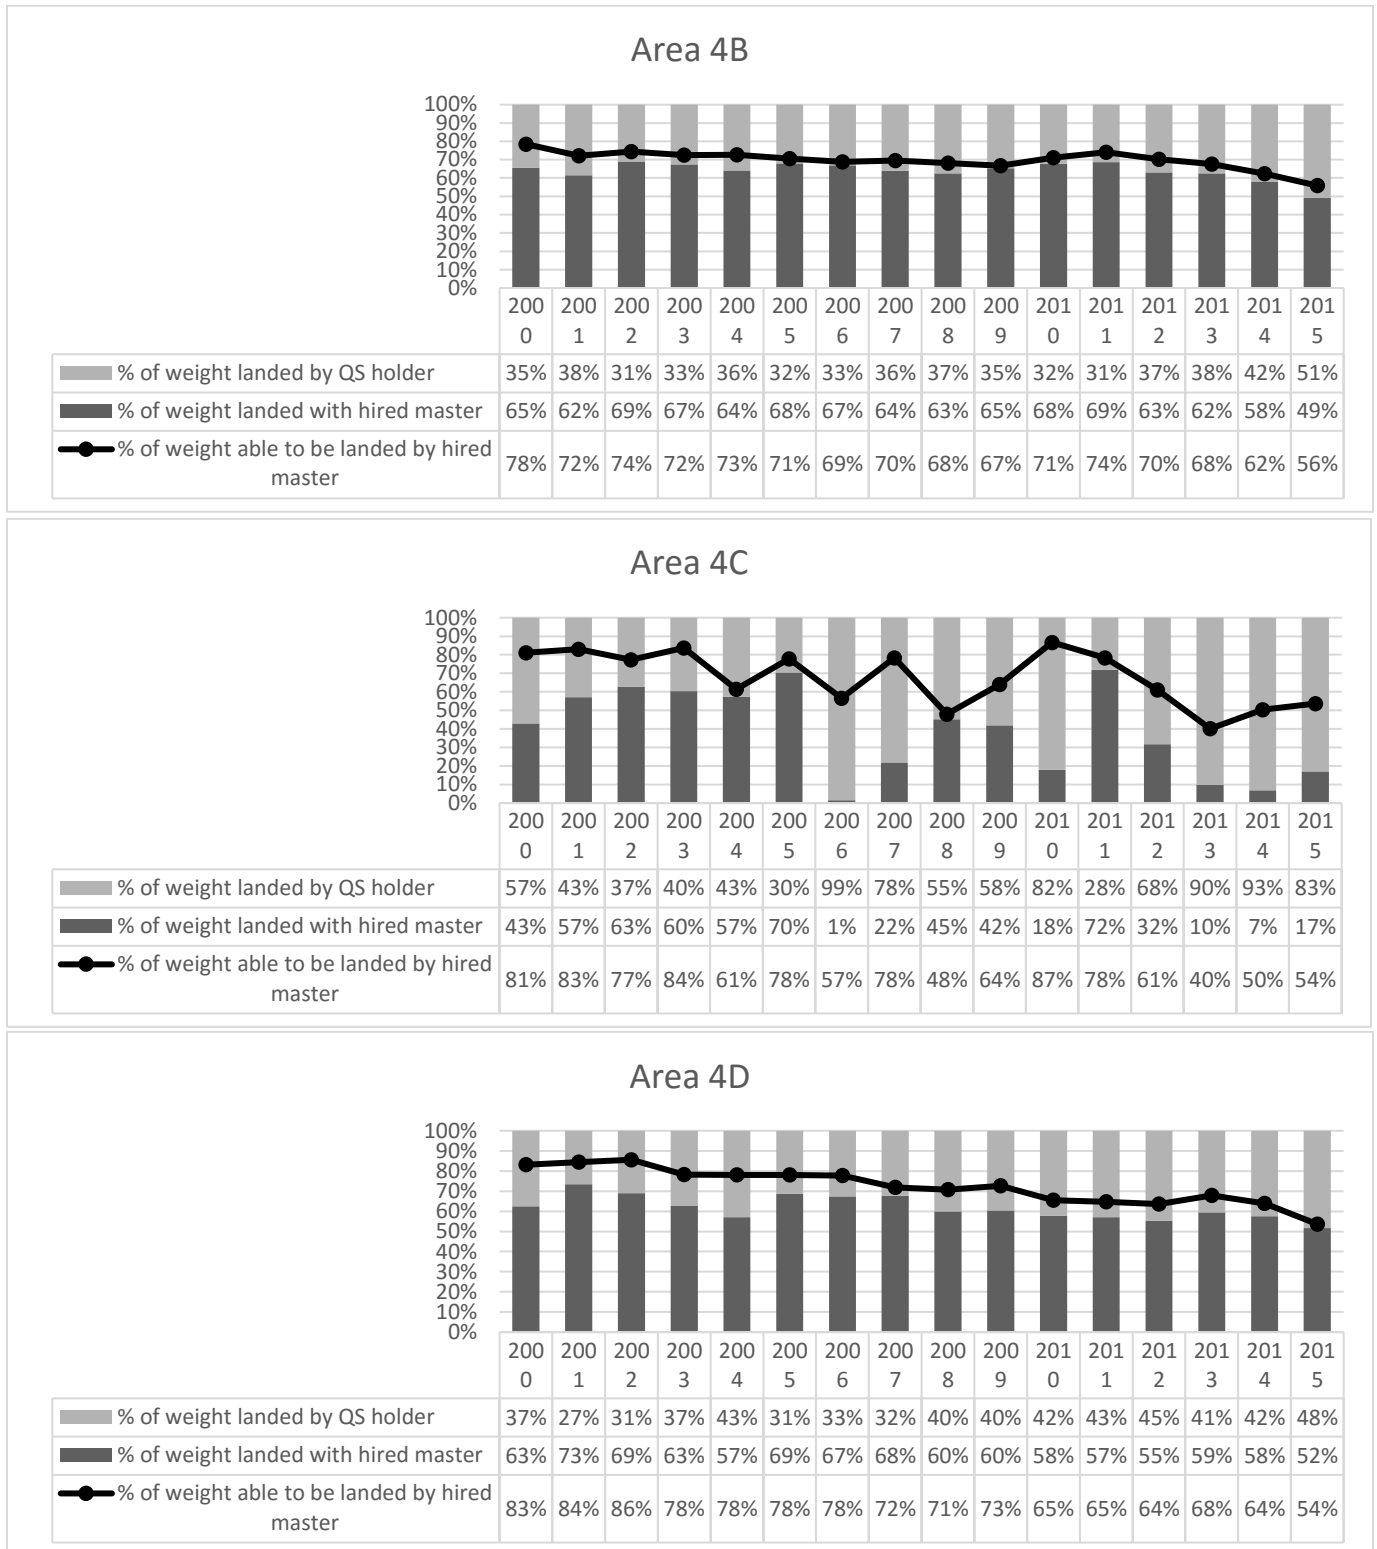 Area 4B
100%
90%
80%
70%
60%
50%
40%
30%
20%
10%
0%
200 200 200 200 200 200 200 200 200 200 201 201 201 201 201 201
0 1 2 3 4 5 6 7 8 9 0 1 2 3 4 5
% of weight landed by QS holder 35% 38% 31% 33% 36% 32% 33% 36% 37% 35% 32% 31% 37% 38% 42% 51%
% of weight landed with hired master 65% 62% 69% 67% 64% 68% 67% 64% 63% 65% 68% 69% 63% 62% 58% 49%
% of weight able to be landed by hired
master
78% 72% 74% 72% 73% 71% 69% 70% 68% 67% 71% 74% 70% 68% 62% 56%
Area 4C
100%
90%
80%
70%
60%
50%
40%
30%
20%
10%
0%
200 200 200 200 200 200 200 200 200 200 201 201 201 201 201 201
0 1 2 3 4 5 6 7 8 9 0 1 2 3 4 5
% of weight landed by QS holder 57% 43% 37% 40% 43% 30% 99% 78% 55% 58% 82% 28% 68% 90% 93% 83%
% of weight landed with hired master 43% 57% 63% 60% 57% 70% 1% 22% 45% 42% 18% 72% 32% 10% 7% 17%
% of weight able to be landed by hired
master
81% 83% 77% 84% 61% 78% 57% 78% 48% 64% 87% 78% 61% 40% 50% 54%
Area 4D
100%
90%
80%
70%
60%
50%
40%
30%
20%
10%
0%
200 200 200 200 200 200 200 200 200 200 201 201 201 201 201 201
0 1 2 3 4 5 6 7 8 9 0 1 2 3 4 5
% of weight landed by QS holder 37% 27% 31% 37% 43% 31% 33% 32% 40% 40% 42% 43% 45% 41% 42% 48%
% of weight landed with hired master 63% 73% 69% 63% 57% 69% 67% 68% 60% 60% 58% 57% 55% 59% 58% 52%
% of weight able to be landed by hired
master
83% 84% 86% 78% 78% 78% 78% 72% 71% 73% 65% 65% 64% 68% 64% 54%